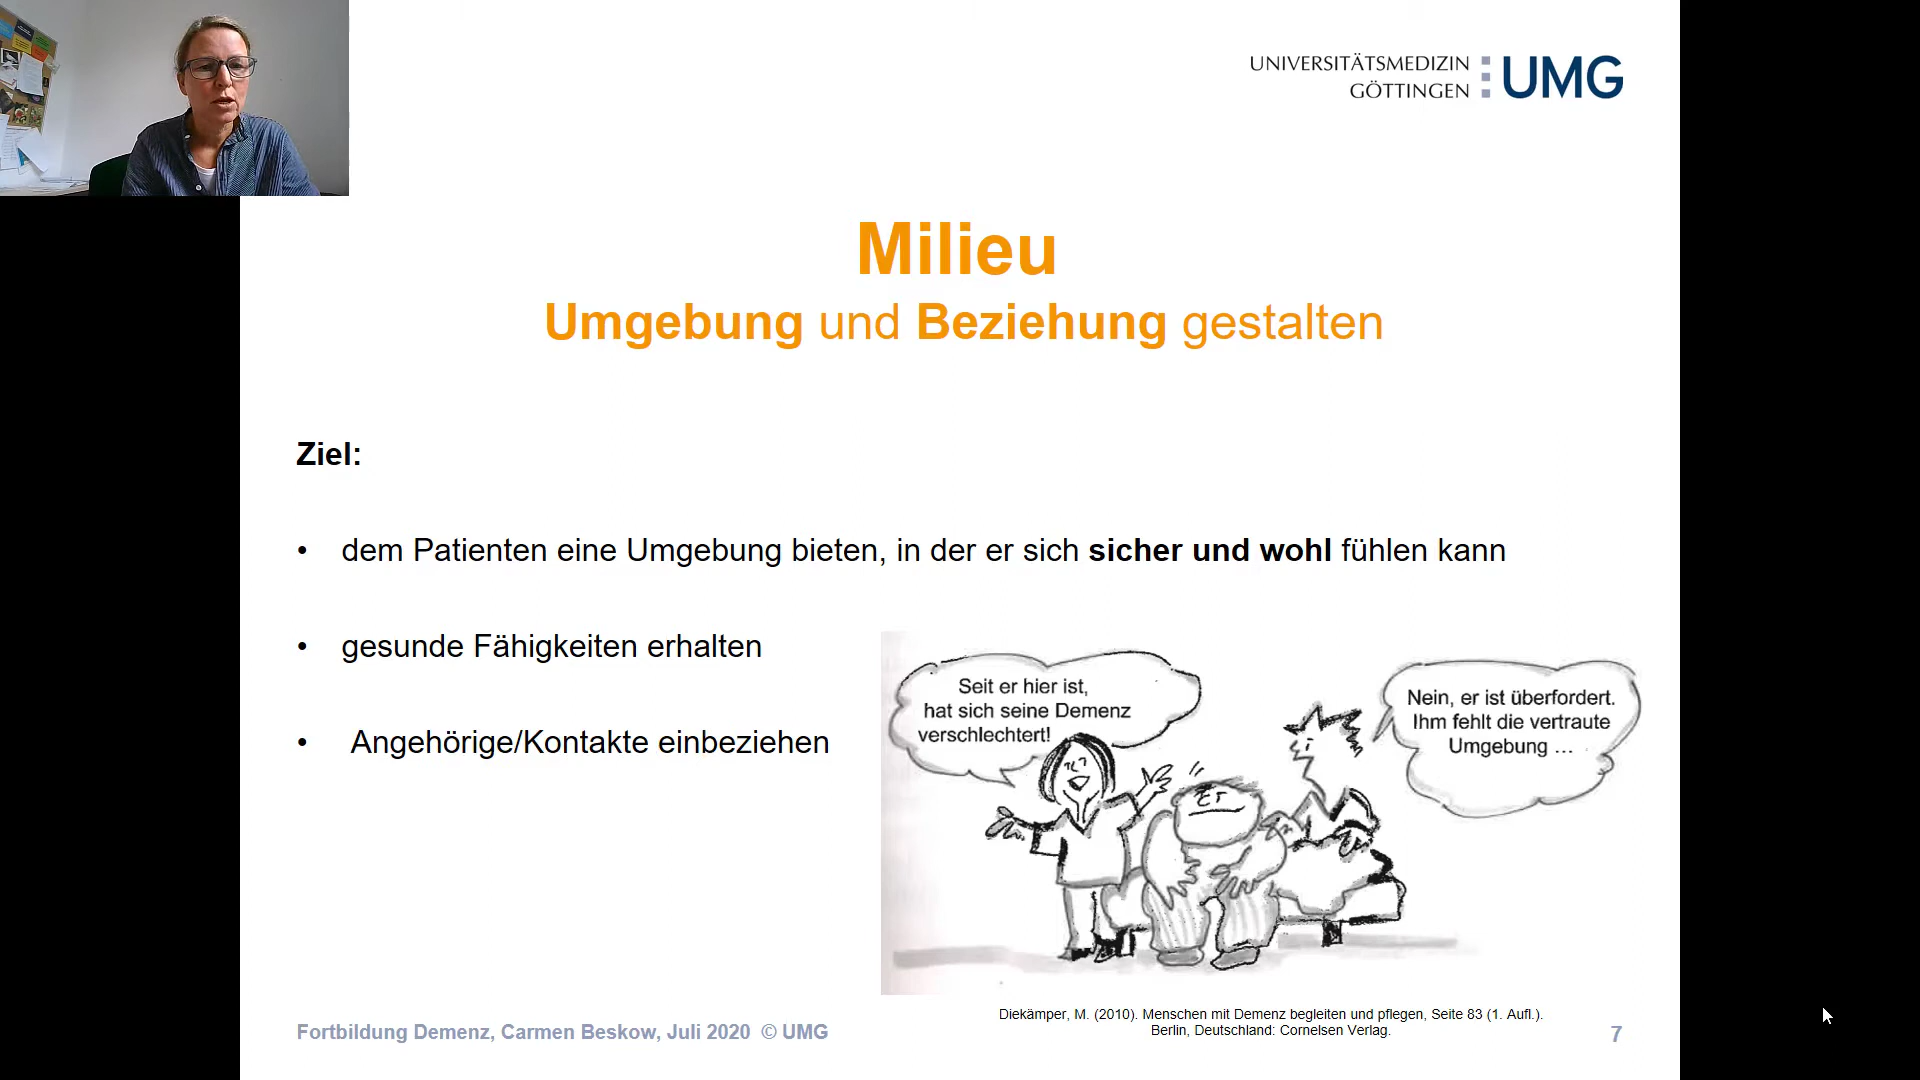 UNIVERSITÄTSMEDIZIN
GÖTTINGEN
UMG
Milieu
Umgebung und Beziehung gestalten
Ziel:
• dem Patienten eine Umgebung bieten, in der er sich sicher und wohl fühlen kann
• gesunde Fähigkeiten erhalten
• Angehörige/Kontakte einbeziehen
Seit er hier ist,
hat sich seine Demenz
verschlechtert!
Nein, er ist überfordert.
Ihm fehlt die vertraute
Umgebung ...
Diekämper, M. (2010). Menschen mit Demenz begleiten und pflegen, Seite 83 (1. Aufl.).
Berlin, Deutschland: Cornelsen Verlag.
Fortbildung Demenz, Carmen Beskow, Juli 2020 © UMG
7